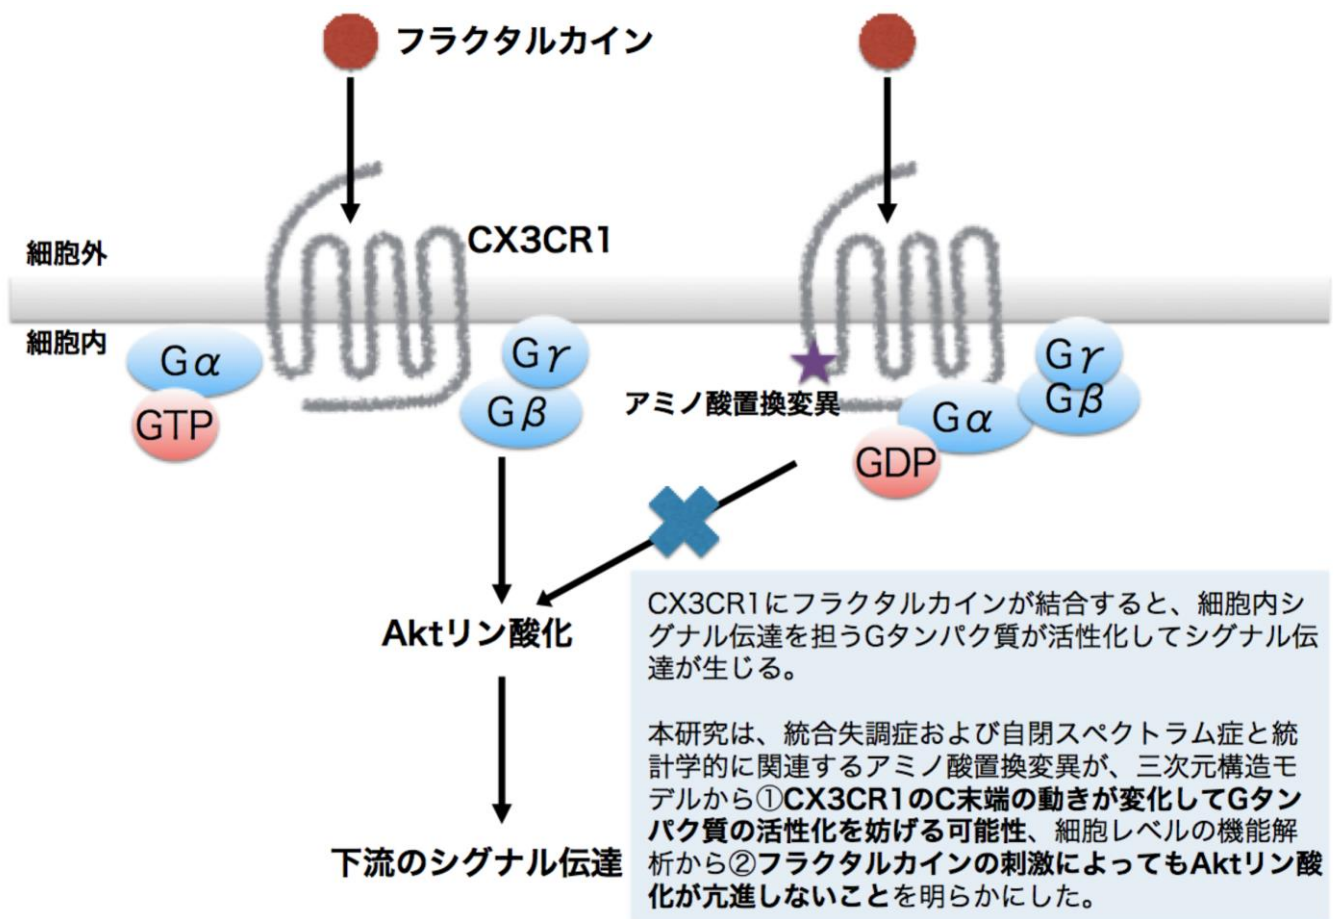 フラクタルカイン
CX3CR1
細胞外
細胞内
Gα
GTP
Gγ
Gβ
アミノ酸置換変異
Gγ
Gβ
Gα
GDP
Aktリン酸化
下流のシグナル伝達
CX3CR1にフラクタルカインが結合すると、細胞内シ
グナル伝達を担うGタンパク質が活性化してシグナル伝
達が生じる。
本研究は、統合失調症および自閉スペクトラム症と統
計学的に関連するアミノ酸置換変異が、三次元構造モ
デルから①CX3CR1のC末端の動きが変化してGタン
パク質の活性化を妨げる可能性、細胞レベルの機能解
析から②フラクタルカインの刺激によってもAktリン酸
化が亢進しないことを明らかにした。